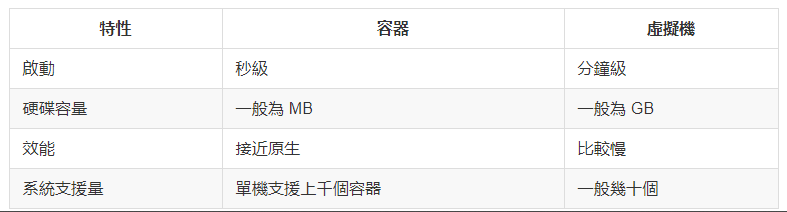 特性 容器 虛擬機
啟動 秒級 分鐘級
硬碟容量 一般為 MB 一般為 GB
效能 接近原生 比較慢
系統支援量 單機支援上千個容器 一般幾十個